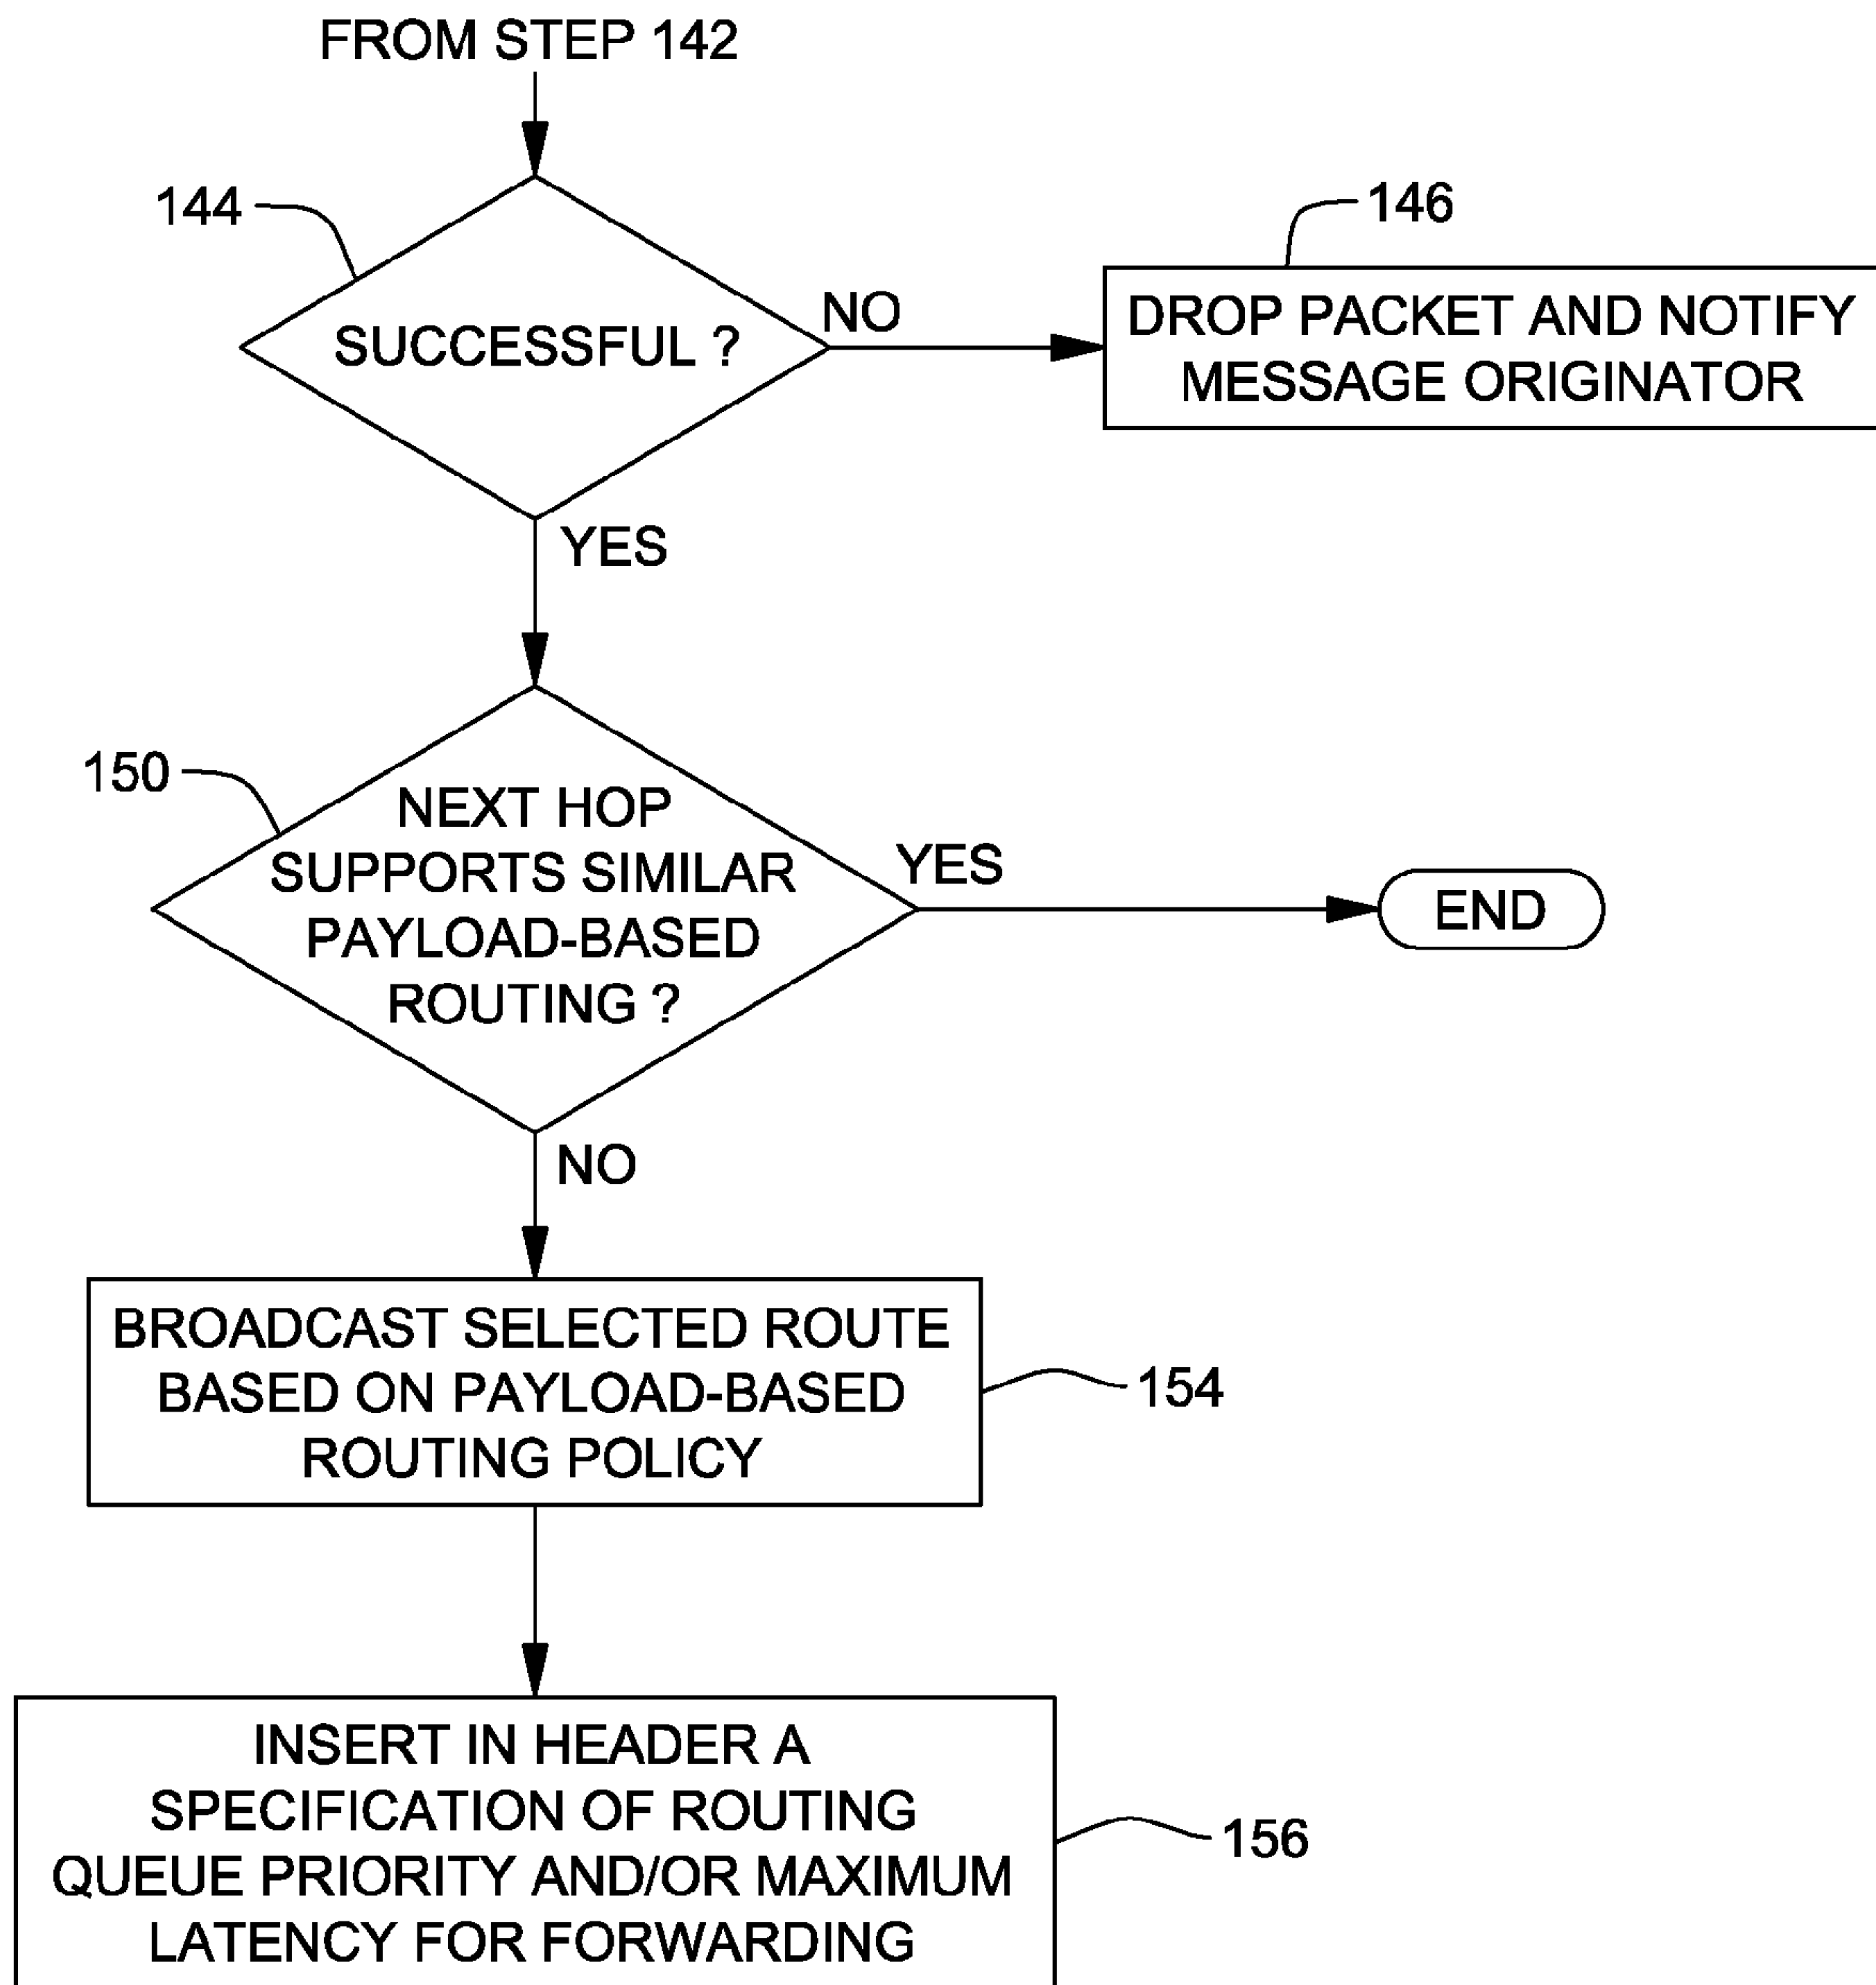 FROM STEP 142
144
SUCCESSFUL ?
NO
146
DROP PACKET AND NOTIFY
MESSAGE ORIGINATOR
YES
150
NEXT HOP
SUPPORTS SIMILAR
PAYLOAD-BASED
ROUTING ?
YES
END
NO
BROADCAST SELECTED ROUTE
BASED ON PAYLOAD-BASED
ROUTING POLICY
154
INSERT IN HEADER A
SPECIFICATION OF ROUTING
QUEUE PRIORITY AND/OR MAXIMUM
LATENCY FOR FORWARDING
156